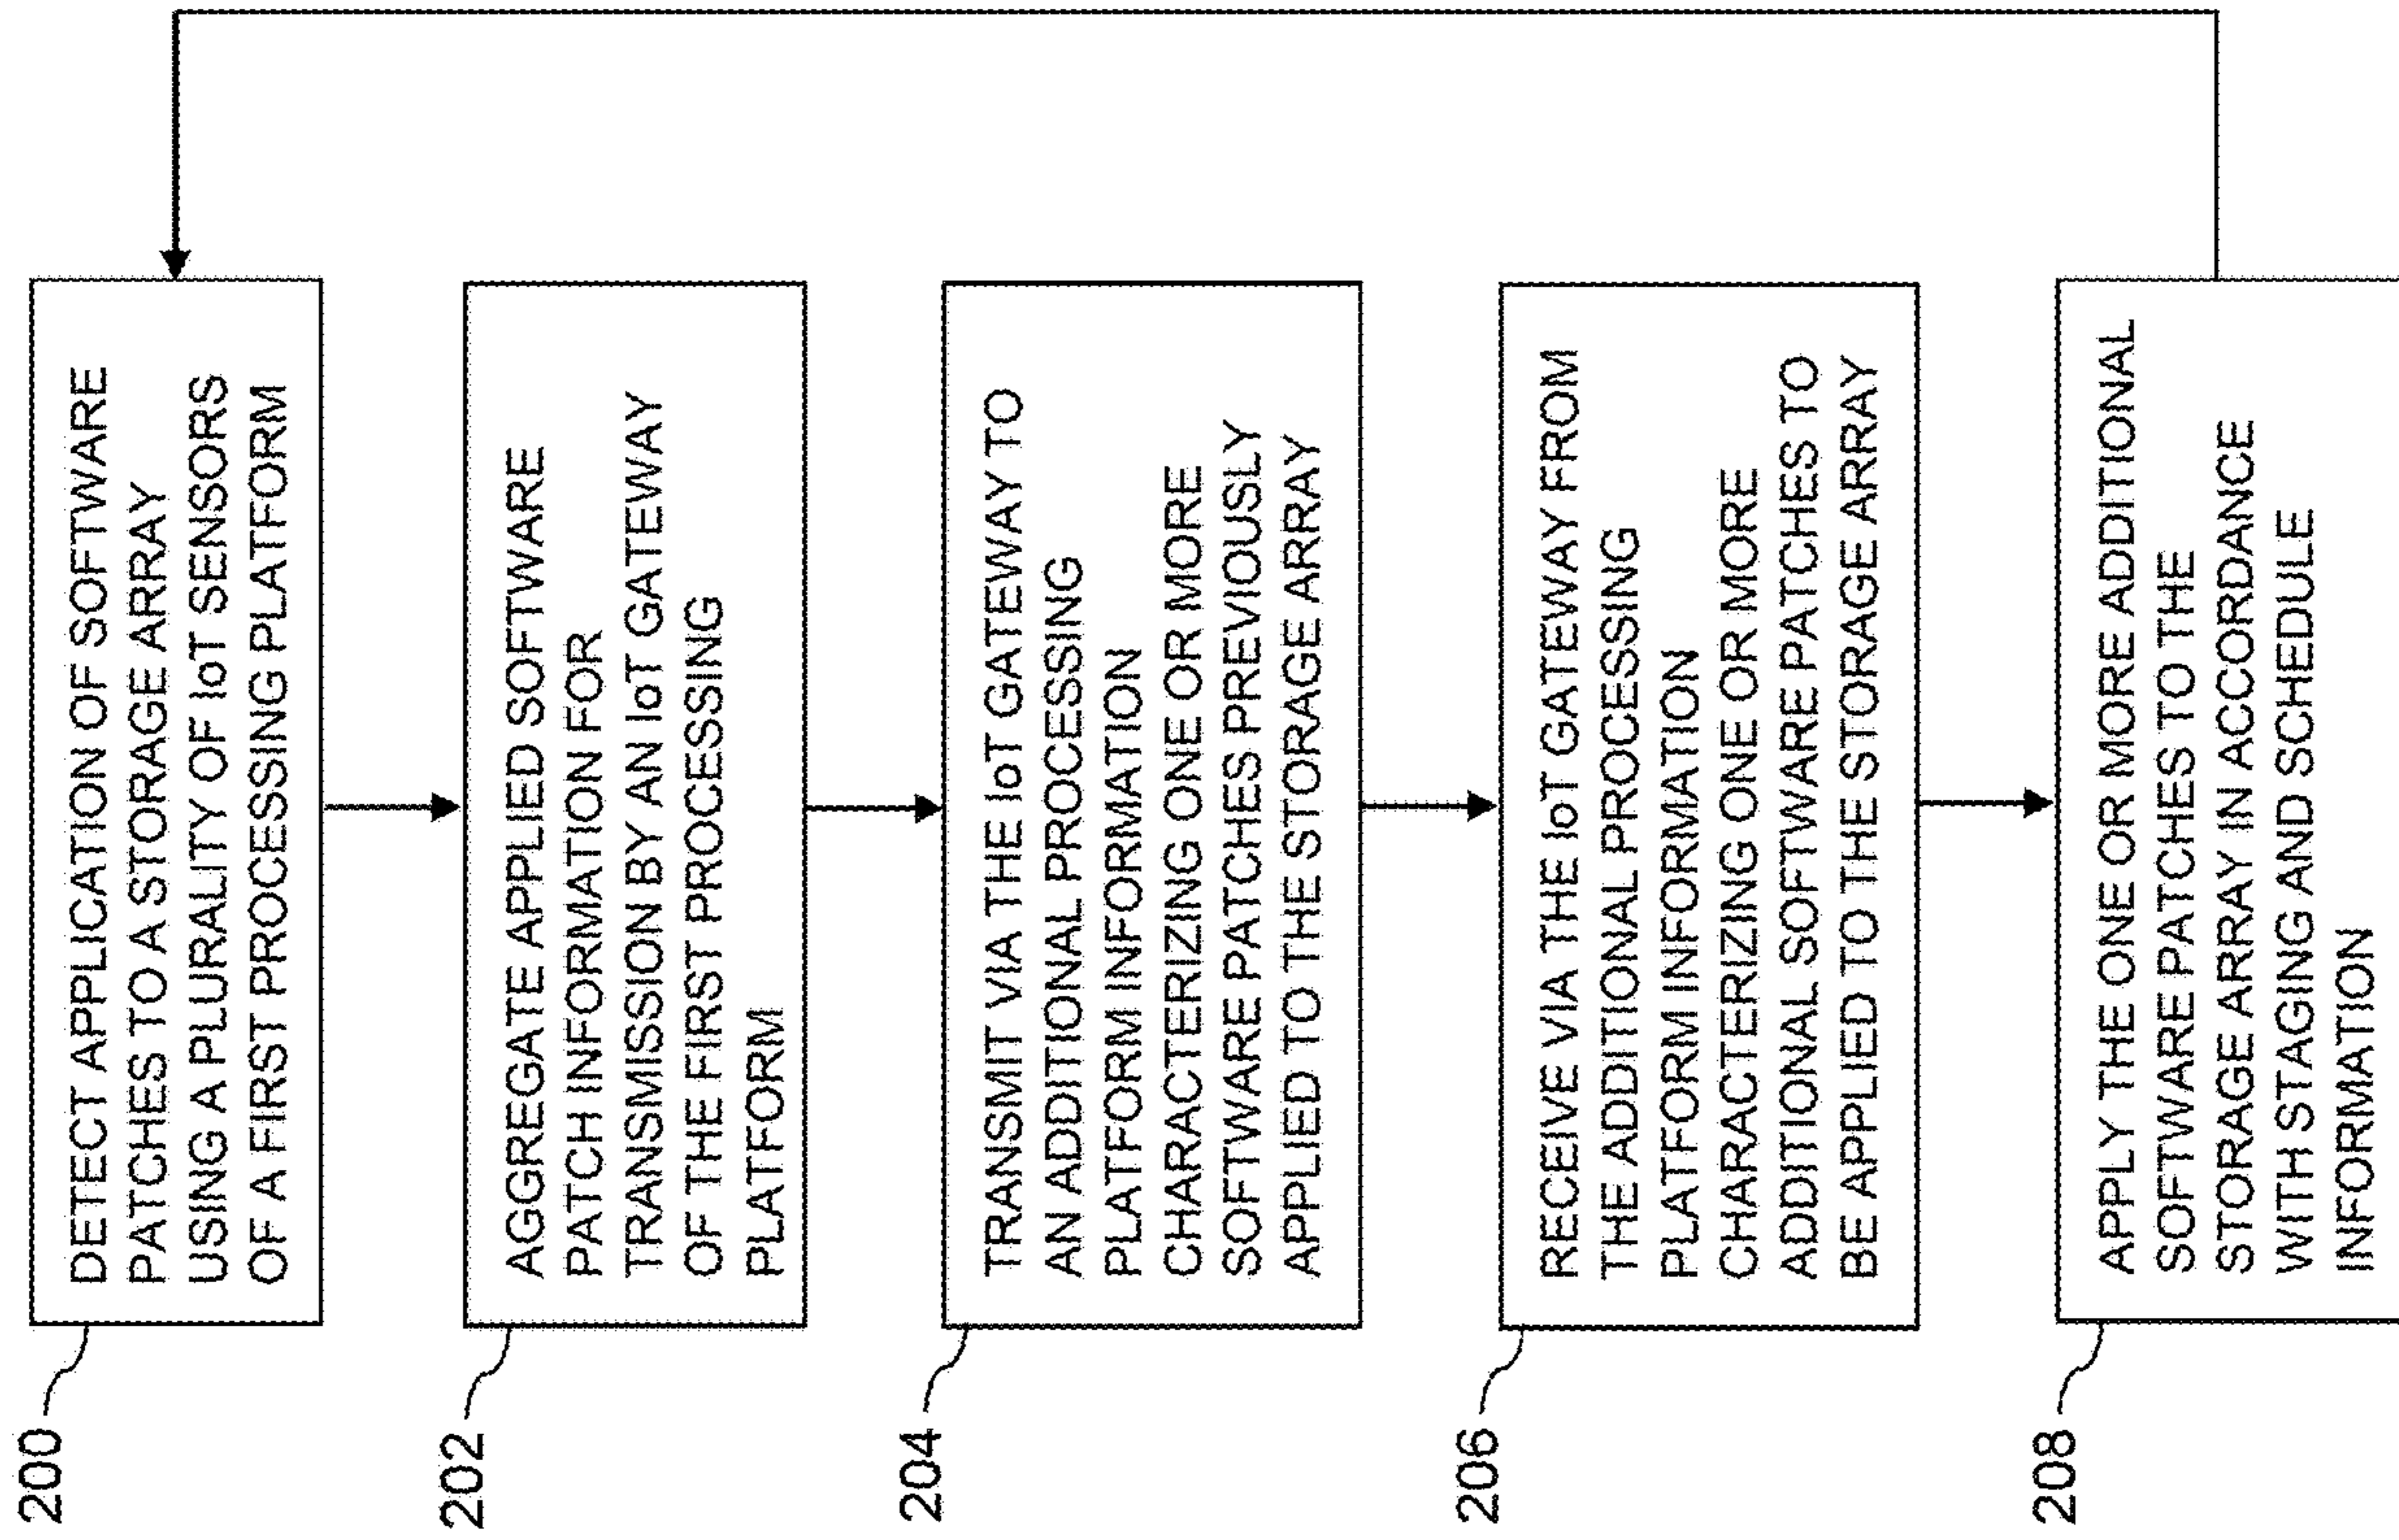 200
DETECT APPLICATION OF SOFTWARE
PATCHES TO A STORAGE ARRAY
USING A PLURALITY OF IoT SENSORS
OF A FIRST PROCESSING PLATFORM
202
AGGREGATE APPLIED SOFTWARE
PATCH INFORMATION FOR
TRANSMISSION BY AN IoT GATEWAY
OF THE FIRST PROCESSING
PLATFORM
204
TRANSMIT VIA THE IoT GATEWAY TO
AN ADDITIONAL PROCESSING
PLATFORM INFORMATION
CHARACTERIZING ONE OR MORE
SOFTWARE PATCHES PREVIOUSLY
APPLIED TO THE STORAGE ARRAY
206
RECEIVE VIA THE IoT GATEWAY FROM
THE ADDITIONAL PROCESSING
PLATFORM INFORMATION
CHARACTERIZING ONE OR MORE
ADDITIONAL SOFTWARE PATCHES TO
BE APPLIED TO THE STORAGE ARRAY
208
APPLY THE ONE OR MORE ADDITIONAL
SOFTWARE PATCHES TO THE
STORAGE ARRAY IN ACCORDANCE
WITH STAGING AND SCHEDULE
INFORMATION